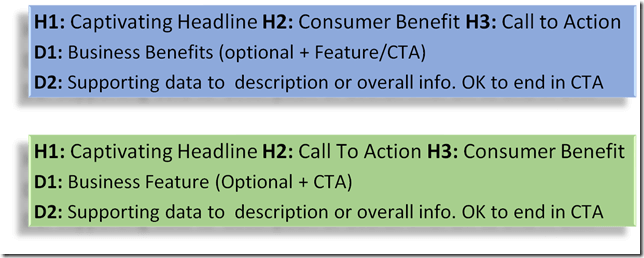 H1: Captivating Headline H2: Consumer Benefit H3: Call to Action
D1: Business Benefits (optional + Feature/CTA)
D2: Supporting data to description or overall info. OK to end in CTA
H1: Captivating Headline H2: Call To Action H3: Consumer Benefit
D1: Business Feature (Optional + CTA)
D2: Supporting data to description or overall info. OK to end in CTA